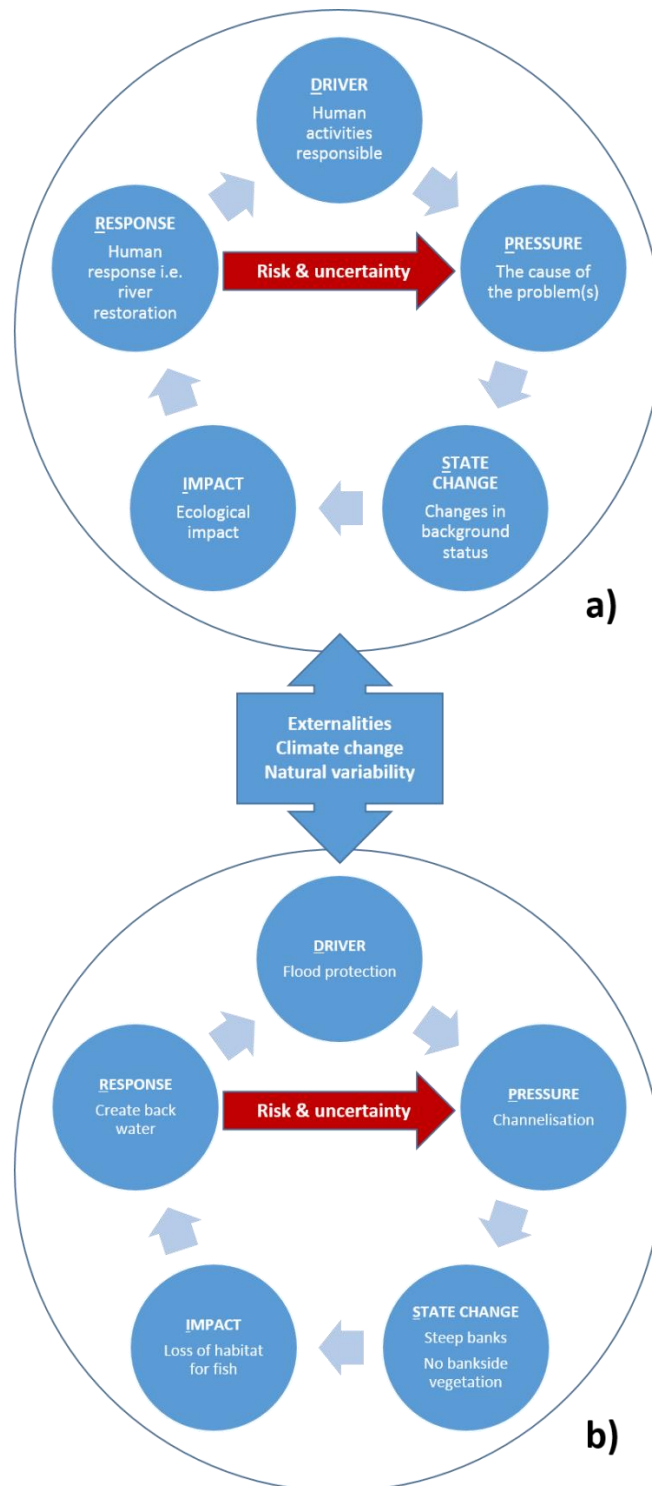 DRIVER
Human
activities
responsible
RESPONSE
Human
response i.e.
river
restoration
Risk & uncertainty
PRESSURE
The cause of
the problem(s)
IMPACT
Ecological
impact
STATE
CHANGE
Changes in
background
status
a)
Externalities
Climate change
Natural variability
DRIVER
Flood protection
RESPONSE
Create back
water
Risk & uncertainty
PRESSURE
Channelisation
IMPACT
Loss of habitat
for fish
STATE CHANGE
Steep banks
No bankside
vegetation
b)